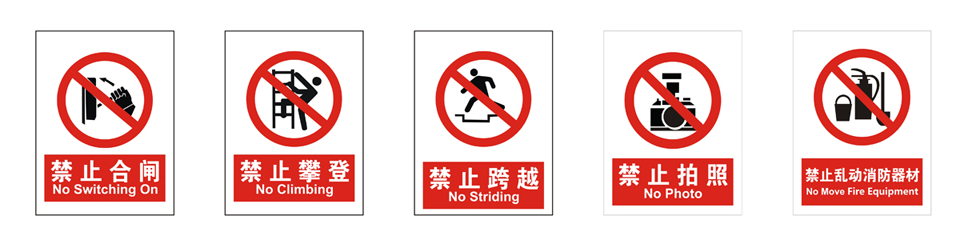 禁止合闸
No Switching On
禁止攀登
No Climbing
禁止跨越
No Striding
禁止拍照
No Photo
禁止乱动消防器材
No Move Fire Equipment